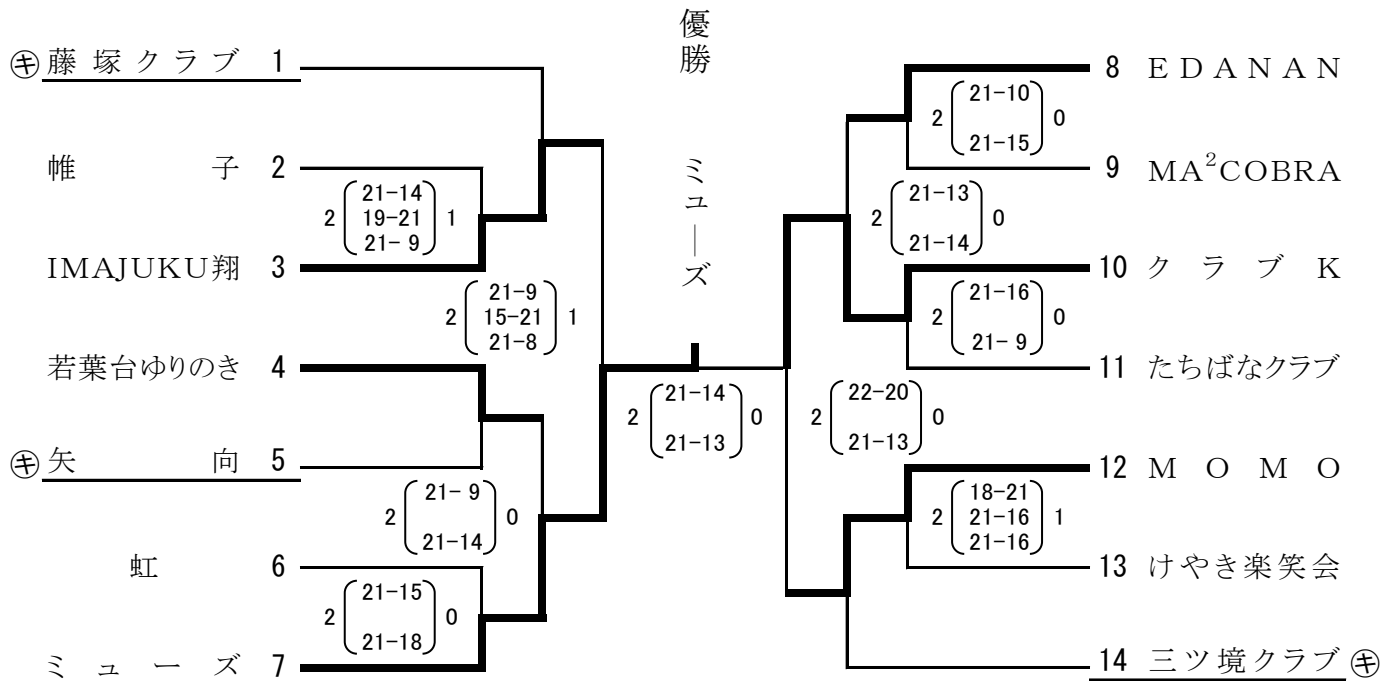 優勝 ミューズ
㋖ 藤塚クラブ 1
帷子 2
2 21-14 19-21 21- 9 1
IMAJUKU翔 3
2 21-9 15-21 21-8 1
若葉台ゆりのき 4
㋖ 矢向 5
2 21- 9 21-14 0
虹 6
2 21-15 21-18 0
ミューズ 7
2 21-14 21-13 0
8 EDANAN
2 21-10 21-15 0
9 MA²COBRA
2 21-13 21-14 0
10 クラブK
2 21-16 21- 9 0
11 たちばなクラブ
2 22-20 21-13 0
12 MOMO
2 18-21 21-16 21-16 1
13 けやき楽笑会
14 三ツ境クラブ ㋖